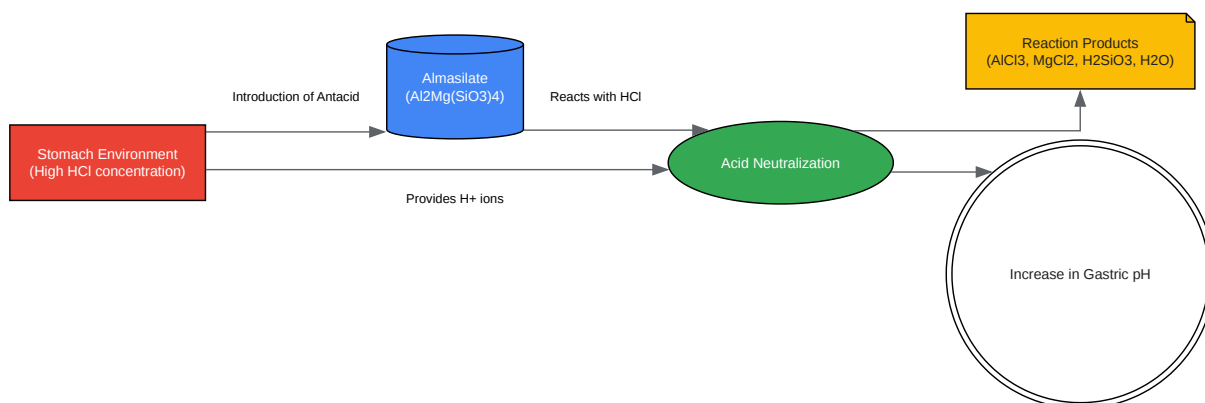 Stomach Environment
(High HCl concentration)
Introduction of Antacid
Almasilate
(Al2Mg(SiO3)4)
Reacts with HCl
Provides H+ ions
Acid Neutralization
Reaction Products
(AlCl3, MgCl2, H2SiO3, H2O)
Increase in Gastric pH